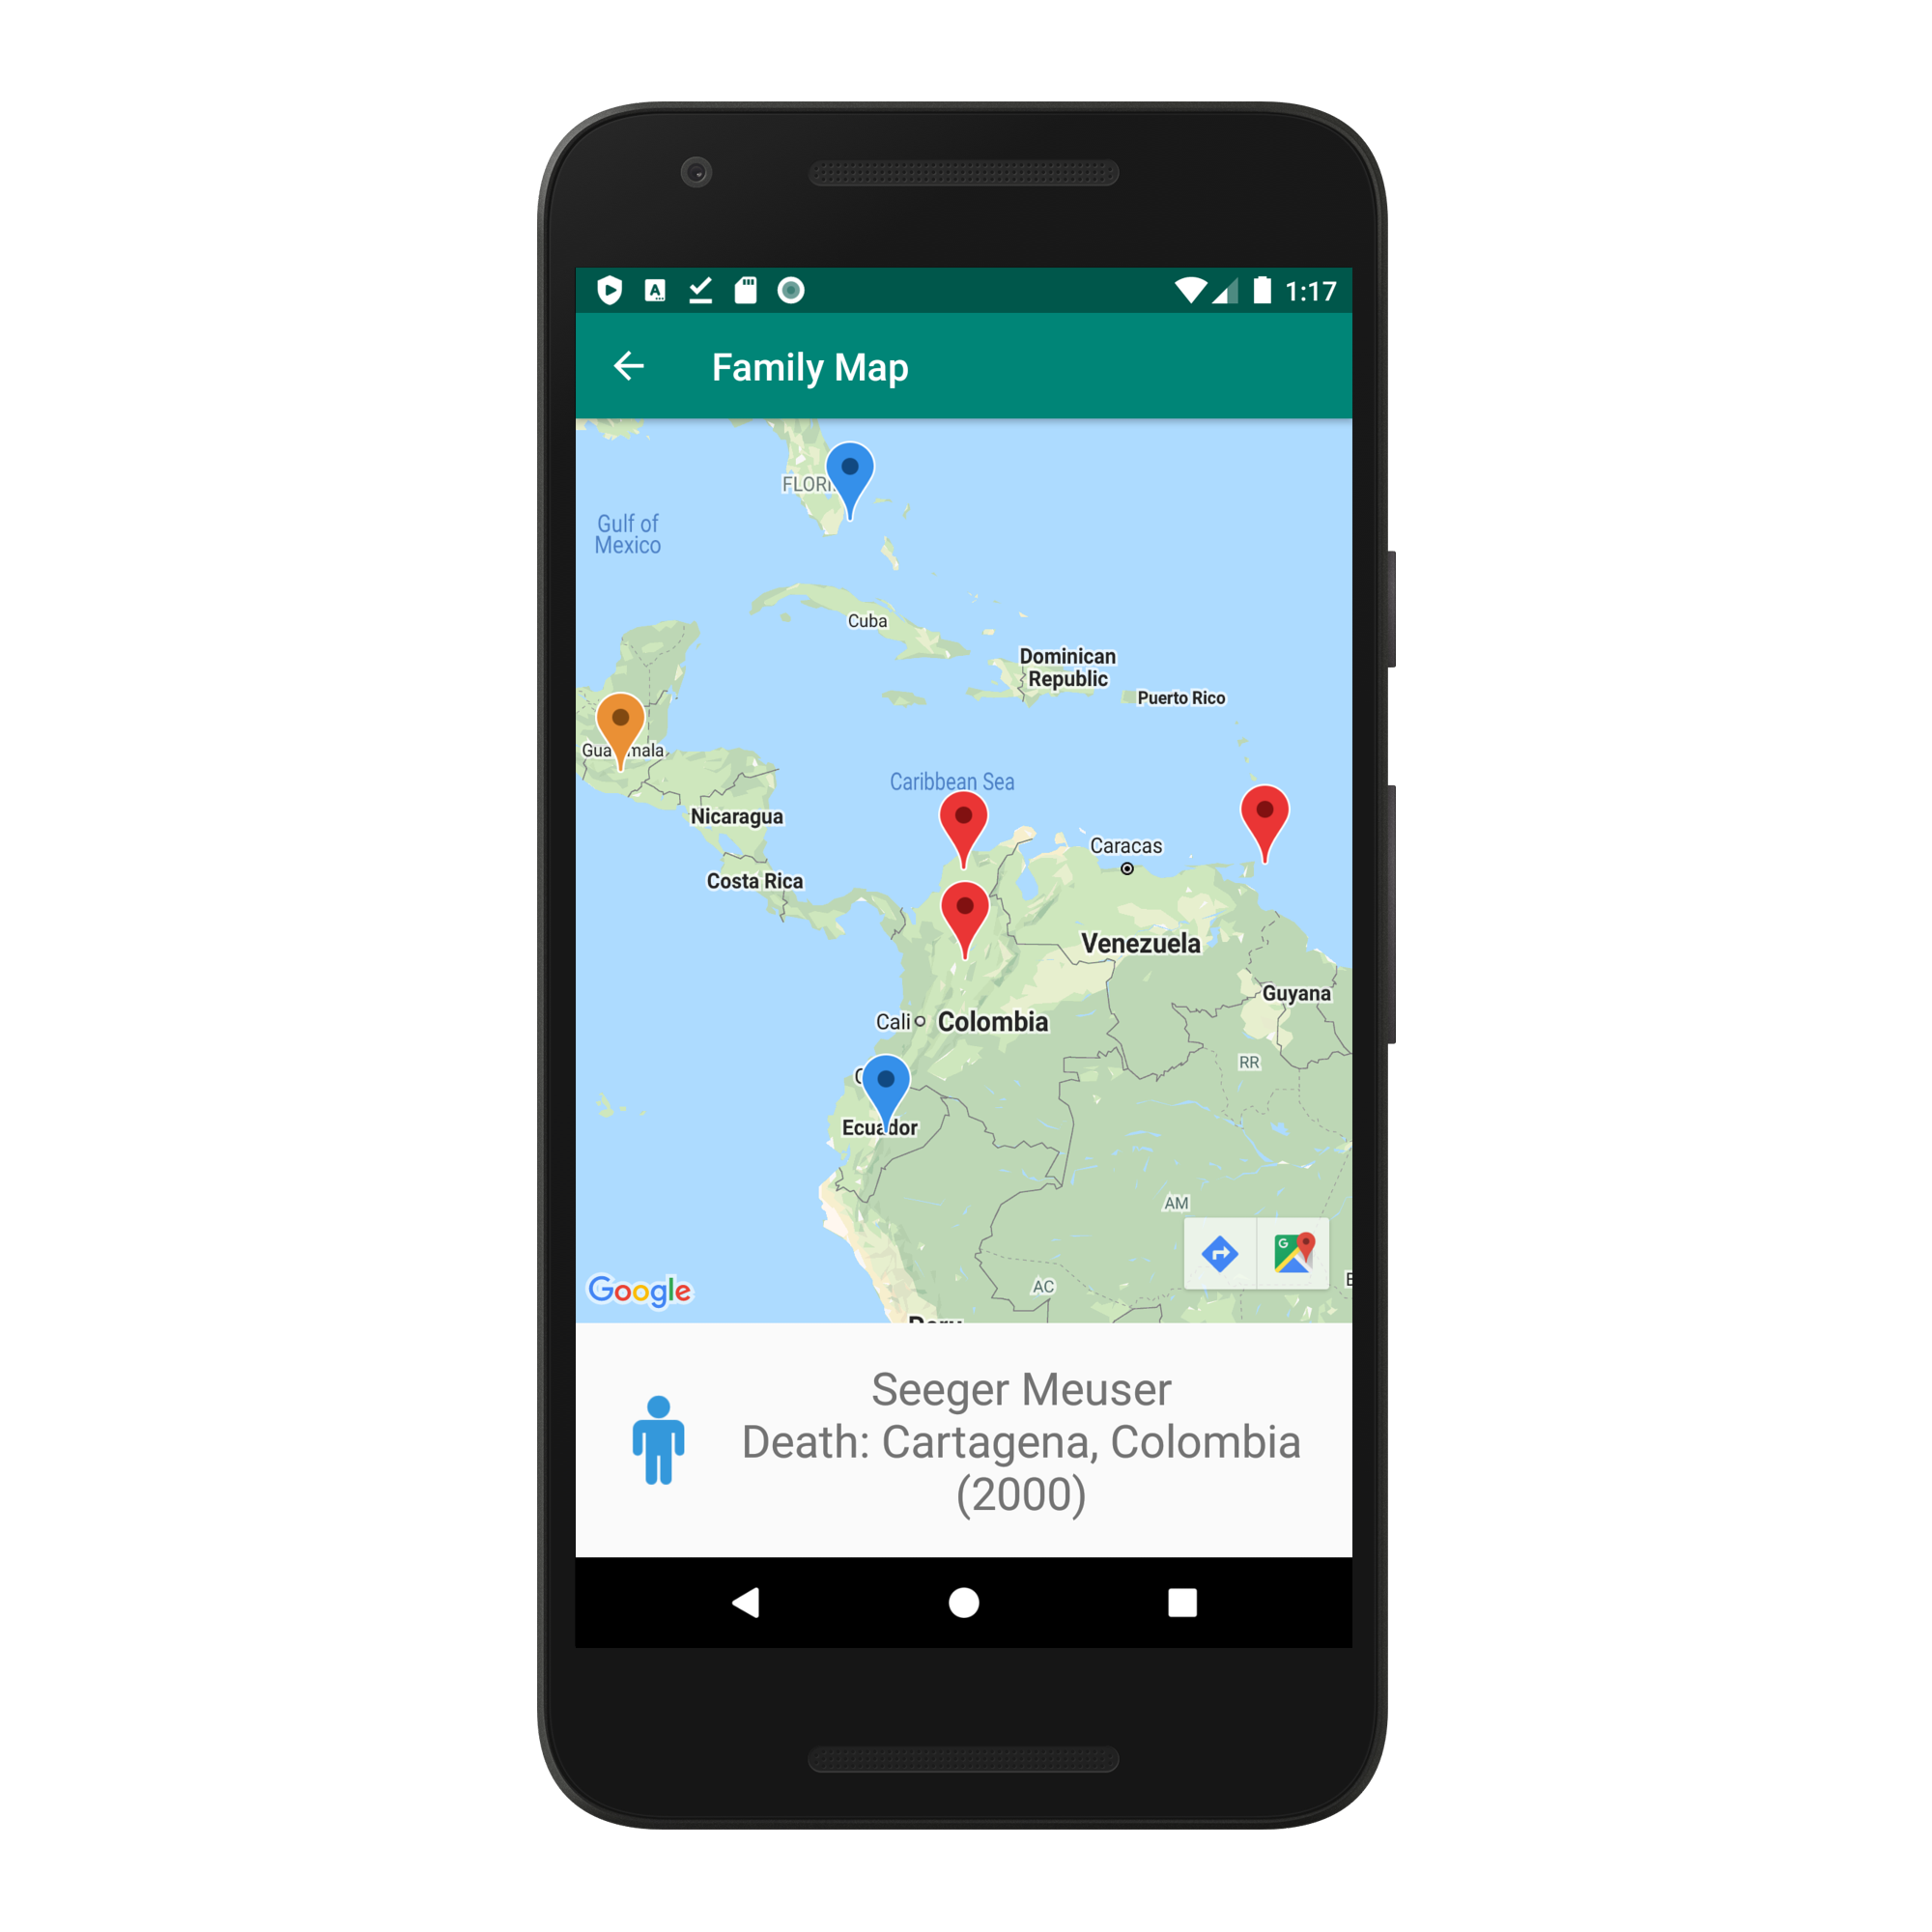 1:17
Family Map
FLORI
Gulf of
Mexico
Cuba
Dominican
Republic
Puerto Rico
Gua mala
Caribbean Sea
Nicaragua
Caracas
Costa Rica
Venezuela
Guyana
Cali
Colombia
RR
Ecuador
AM
AC
Google
Peru
Seeger Meuser
Death: Cartagena, Colombia
(2000)